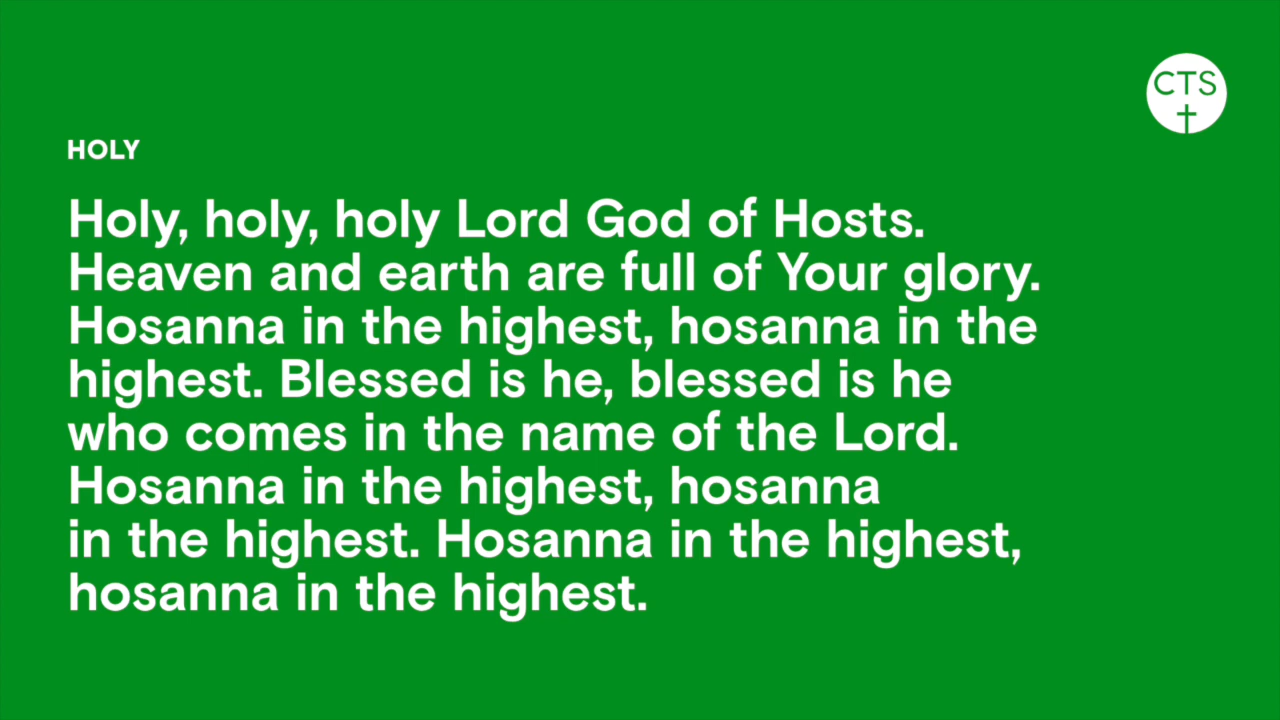 CTS
HOLY
Holy, holy, holy Lord God of Hosts.
Heaven and earth are full of Your glory.
Hosanna in the highest, hosanna in the
highest. Blessed is he, blessed is he
who comes in the name of the Lord.
Hosanna in the highest, hosanna
in the highest. Hosanna in the highest,
hosanna in the highest.